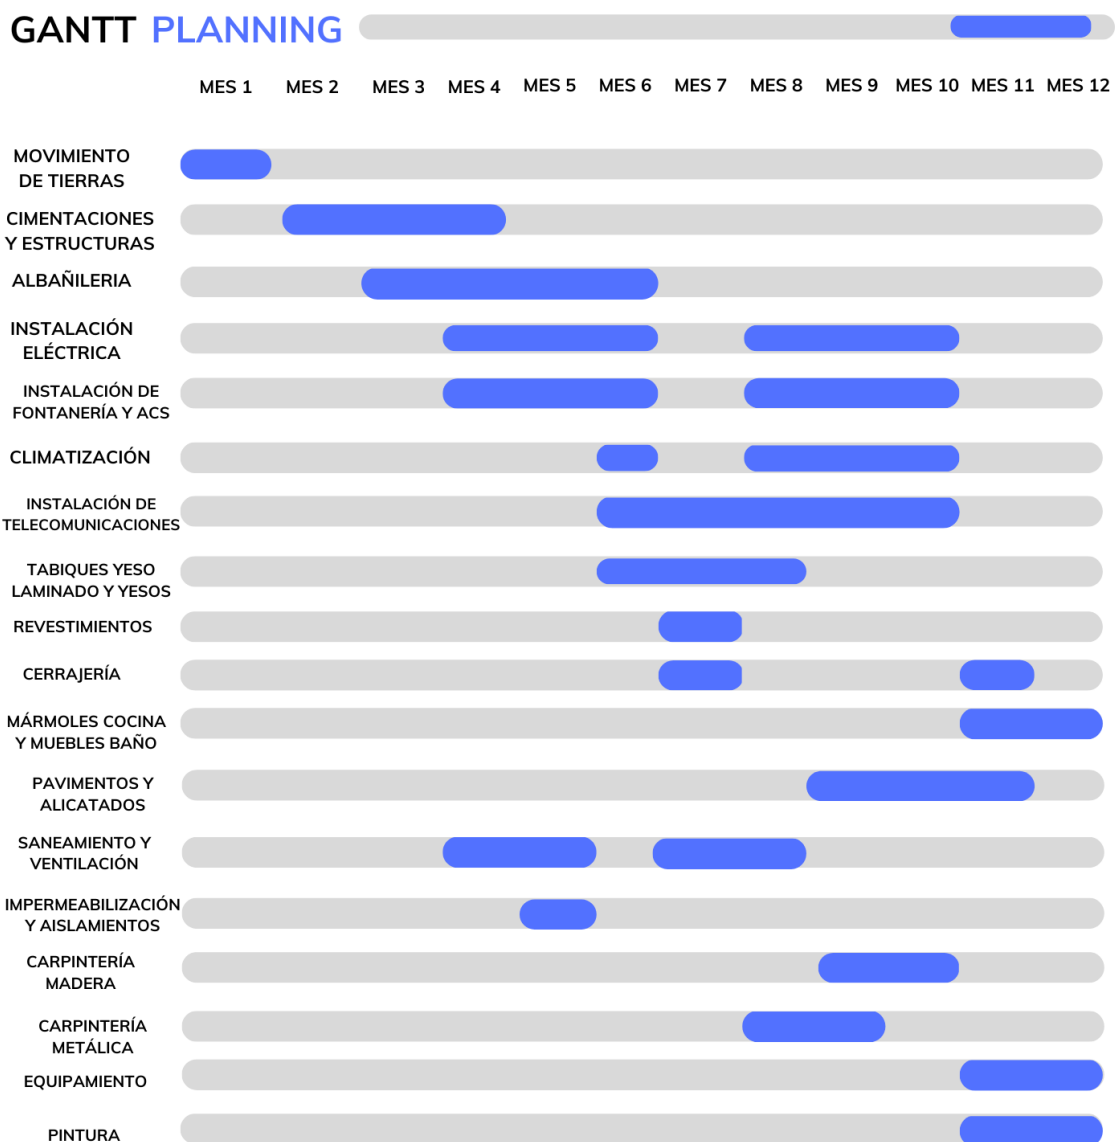 GANTT PLANNING
MES 1 MES 2 MES 3 MES 4 MES 5 MES 6 MES 7 MES 8 MES 9 MES 10 MES 11 MES 12
MOVIMIENTO
DE TIERRAS
CIMENTACIONES
Y ESTRUCTURAS
ALBAÑILERIA
INSTALACIÓN
ELÉCTRICA
INSTALACIÓN DE
FONTANERÍA Y ACS
CLIMATIZACIÓN
INSTALACIÓN DE
TELECOMUNICACIONES
TABIQUES YESO
LAMINADO Y YESOS
REVESTIMIENTOS
CERRAJERÍA
MÁRMOLES COCINA
Y MUEBLES BAÑO
PAVIMENTOS Y
ALICATADOS
SANEAMIENTO Y
VENTILACIÓN
IMPERMEABILIZACIÓN
Y AISLAMIENTOS
CARPINTERÍA
MADERA
CARPINTERÍA
METÁLICA
EQUIPAMIENTO
PINTURA